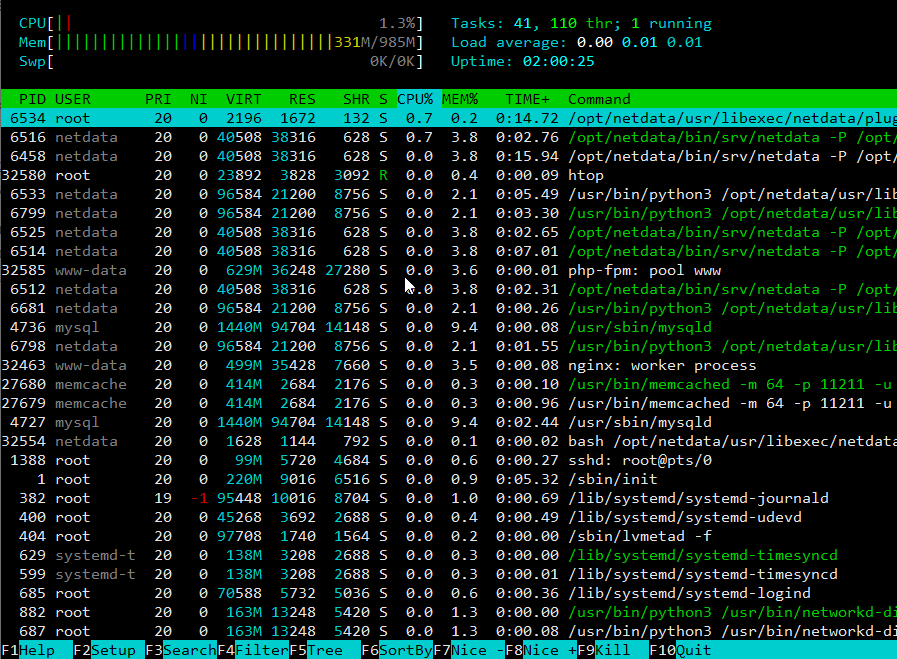 CPU[|| 1.3%] Tasks: 41, 110 thr; 1 running
Mem[|||||||||||||||||||||||||||||||331M/985M] Load average: 0.00 0.01 0.01
Swp[ 0K/0K] Uptime: 02:00:25
PID USER PRI NI VIRT RES SHR S CPU% MEM% TIME+ Command
6534 root 20 0 2196 1672 132 S 0.7 0.2 0:14.72 /opt/netdata/usr/libexec/netdata/plug
6516 netdata 20 0 40508 38316 628 S 0.7 3.8 0:02.76 /opt/netdata/bin/srv/netdata -P /opt/
6458 netdata 20 0 40508 38316 628 S 0.0 3.8 0:15.94 /opt/netdata/bin/srv/netdata -P /opt/
32580 root 20 0 23892 3828 3092 R 0.0 0.4 0:00.09 htop
6533 netdata 20 0 96584 21200 8756 S 0.0 2.1 0:05.49 /usr/bin/python3 /opt/netdata/usr/lib
6799 netdata 20 0 96584 21200 8756 S 0.0 2.1 0:03.30 /usr/bin/python3 /opt/netdata/usr/lib
6525 netdata 20 0 40508 38316 628 S 0.0 3.8 0:02.65 /opt/netdata/bin/srv/netdata -P /opt/
6514 netdata 20 0 40508 38316 628 S 0.0 3.8 0:07.01 /opt/netdata/bin/srv/netdata -P /opt/
32585 www-data 20 0 629M 36248 27280 S 0.0 3.6 0:00.01 php-fpm: pool www
6512 netdata 20 0 40508 38316 628 S 0.0 3.8 0:02.31 /opt/netdata/bin/srv/netdata -P /opt/
6681 netdata 20 0 96584 21200 8756 S 0.0 2.1 0:00.26 /usr/bin/python3 /opt/netdata/usr/lib
4736 mysql 20 0 1440M 94704 14148 S 0.0 9.4 0:00.08 /usr/sbin/mysqld
6798 netdata 20 0 96584 21200 8756 S 0.0 2.1 0:01.55 /usr/bin/python3 /opt/netdata/usr/lib
32463 www-data 20 0 499M 35428 7660 S 0.0 3.5 0:00.08 nginx: worker process
27680 memcache 20 0 414M 2684 2176 S 0.0 0.3 0:00.10 /usr/bin/memcached -m 64 -p 11211 -u
27679 memcache 20 0 414M 2684 2176 S 0.0 0.3 0:00.96 /usr/bin/memcached -m 64 -p 11211 -u
4727 mysql 20 0 1440M 94704 14148 S 0.0 9.4 0:02.44 /usr/sbin/mysqld
32554 netdata 20 0 1628 1144 792 S 0.0 0.1 0:00.02 bash /opt/netdata/usr/libexec/netdata
1388 root 20 0 99M 5720 4684 S 0.0 0.6 0:00.27 sshd: root@pts/0
1 root 20 0 220M 9016 6516 S 0.0 0.9 0:05.32 /sbin/init
382 root 19 -1 95448 10016 8704 S 0.0 1.0 0:00.69 /lib/systemd/systemd-journald
400 root 20 0 45268 3692 2688 S 0.0 0.4 0:00.49 /lib/systemd/systemd-udevd
404 root 20 0 97708 1740 1564 S 0.0 0.2 0:00.00 /sbin/lvmetad -f
629 systemd-t 20 0 138M 3208 2688 S 0.0 0.3 0:00.00 /lib/systemd/systemd-timesyncd
599 systemd-t 20 0 138M 3208 2688 S 0.0 0.3 0:00.01 /lib/systemd/systemd-timesyncd
685 root 20 0 70588 5732 5036 S 0.0 0.6 0:00.36 /lib/systemd/systemd-logind
882 root 20 0 163M 13248 5420 S 0.0 1.3 0:00.00 /usr/bin/python3 /usr/bin/networkd-di
687 root 20 0 163M 13248 5420 S 0.0 1.3 0:00.08 /usr/bin/python3 /usr/bin/networkd-di
F1Help F2Setup F3SearchF4FilterF5Tree F6SortByF7Nice -F8Nice +F9Kill F10Quit